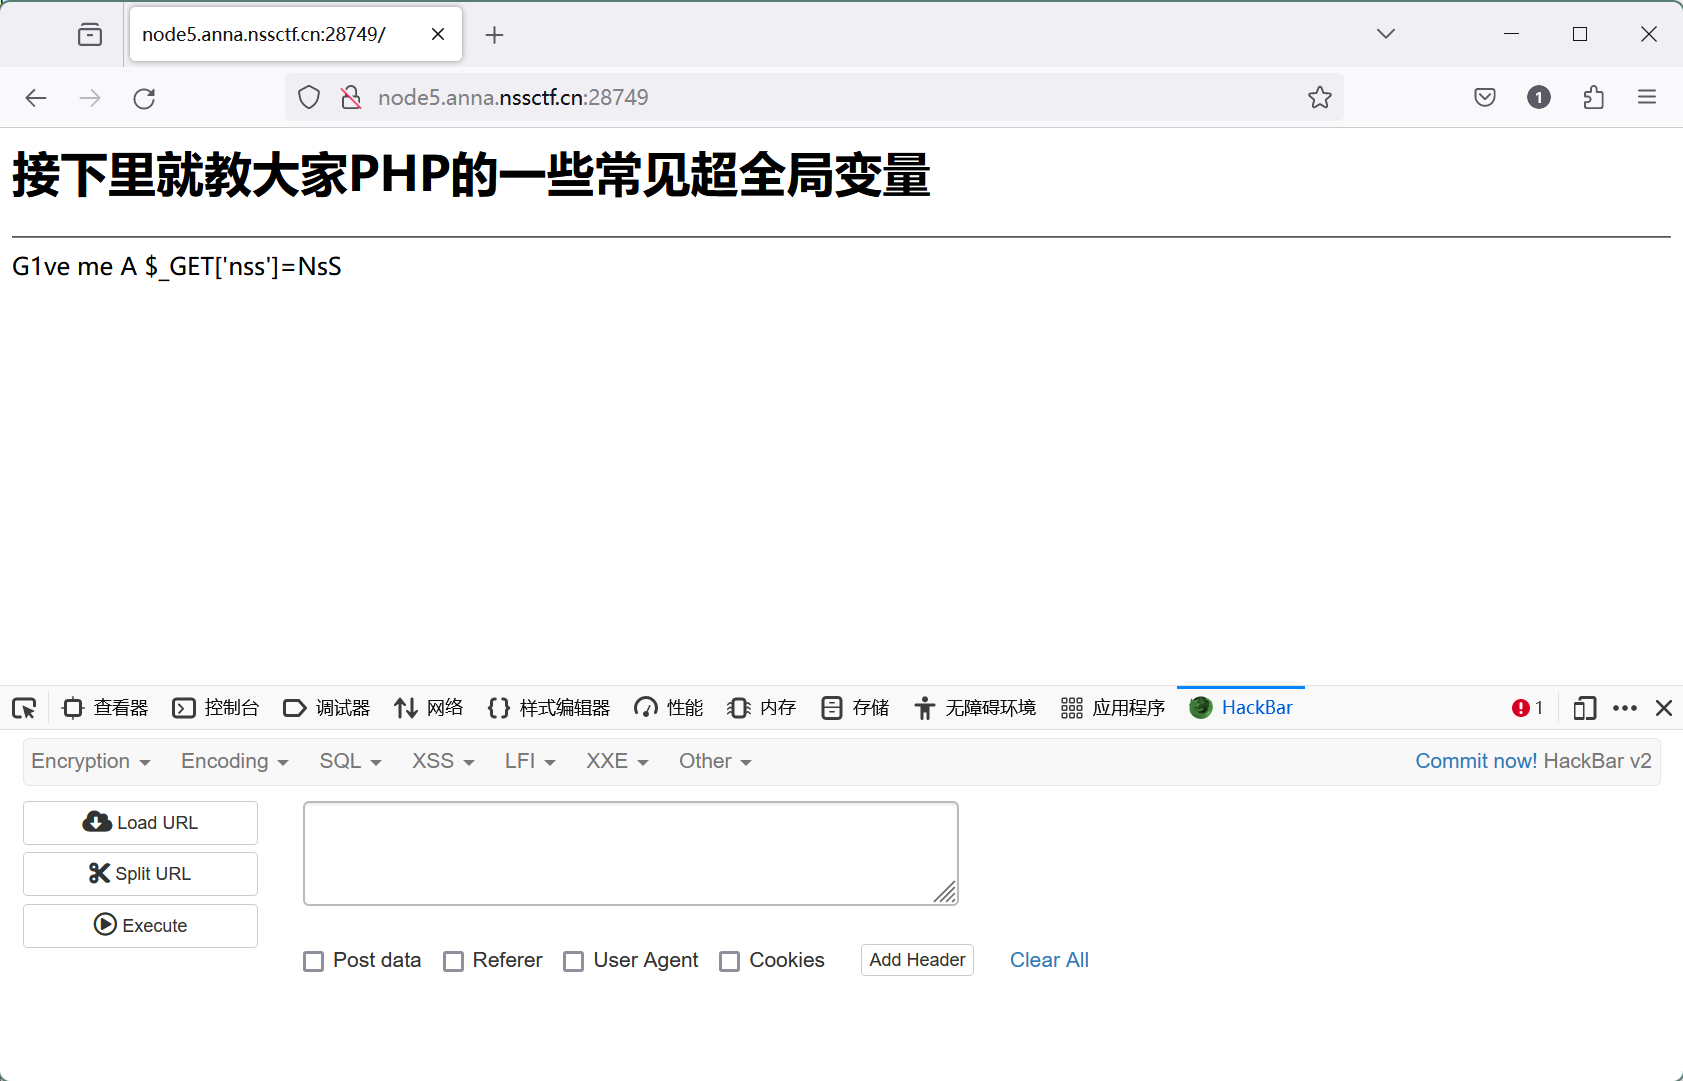 node5.anna.nssctf.cn:28749/
node5.anna.nssctf.cn:28749
1
接下里就教大家PHP的一些常见超全局变量
G1ve me A $_GET['nss']=NsS
查看器 控制台 调试器 网络 样式编辑器 性能 内存 存储 无障碍环境 应用程序 HackBar 1
Encryption Encoding SQL XSS LFI XXE Other Commit now! HackBar v2
Load URL
Split URL
Execute
Post data Referer User Agent Cookies Add Header Clear All